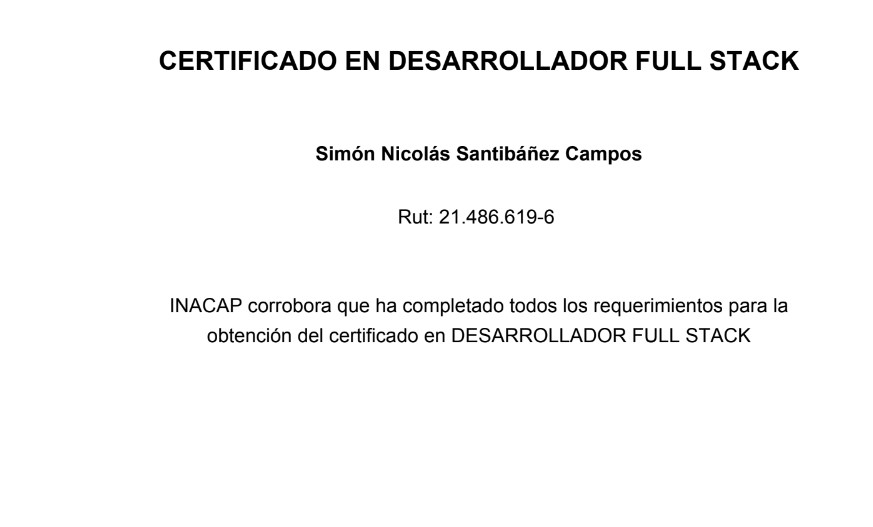 CERTIFICADO EN DESARROLLADOR FULL STACK
Simón Nicolás Santibáñez Campos
Rut: 21.486.619-6
INACAP corrobora que ha completado todos los requerimientos para la
obtención del certificado en DESARROLLADOR FULL STACK